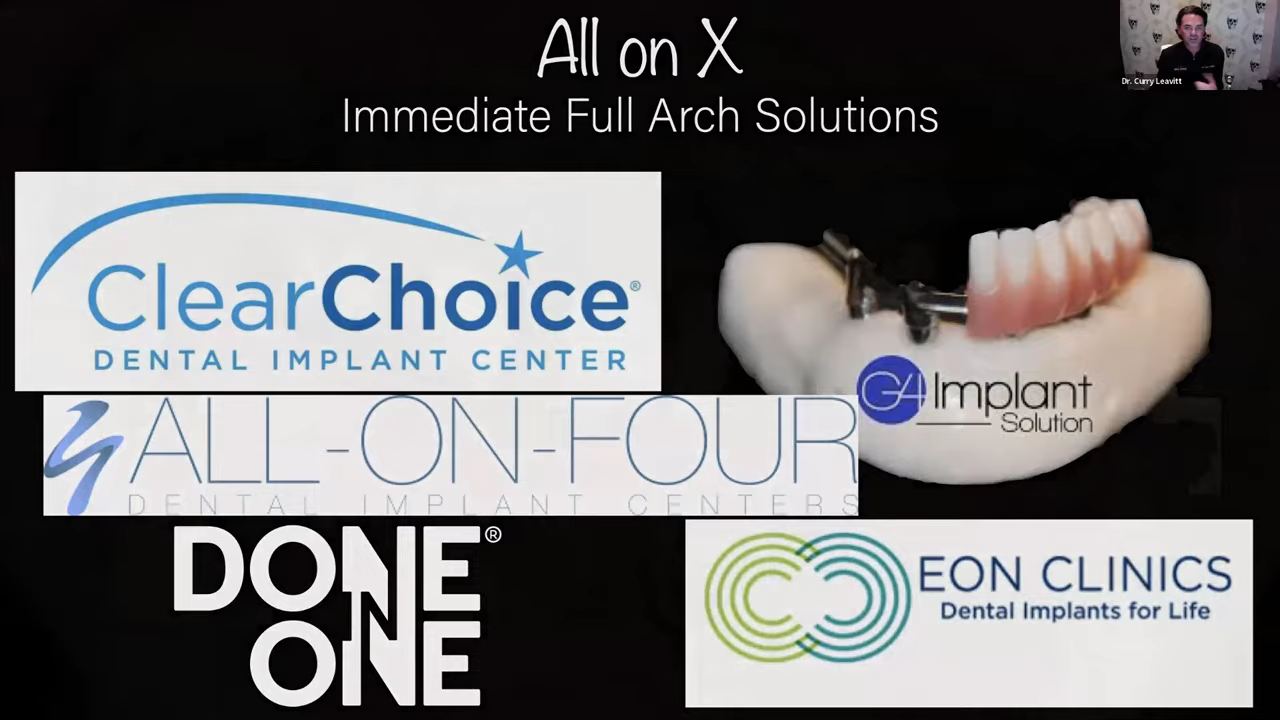 All on X
Immediate Full Arch Solutions
Dr. Curry Leavitt
ClearChoice®
DENTAL IMPLANT CENTER
G4 Implant
Solution
ALL-ON-FOUR
DENTAL IMPLANT CENTERS
DONE®
N
ONE
EON CLINICS
Dental Implants for Life